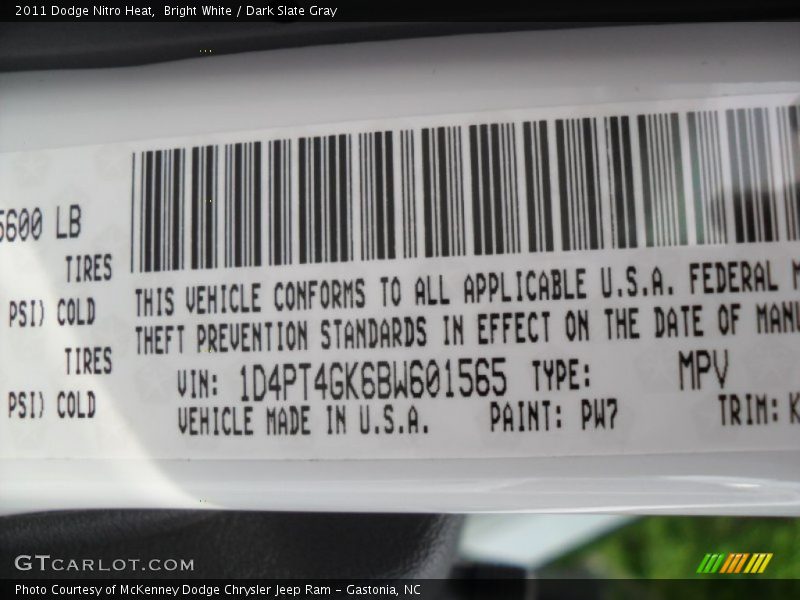 2011 Dodge Nitro Heat,  Bright White / Dark Slate Gray
5600 LB
TIRES
PSI) COLD
TIRES
PSI) COLD
THIS VEHICLE CONFORMS TO ALL APPLICABLE U.S.A. FEDERAL
THEFT PREVENTION STANDARDS IN EFFECT ON THE DATE OF MANU
VIN: 1D4PT4GK6BW601565 TYPE: MPV
VEHICLE MADE IN U.S.A. PAINT: PW7 TRIM: K
GTCARLOT.COM
Photo Courtesy of McKenney Dodge Chrysler Jeep Ram – Gastonia, NC